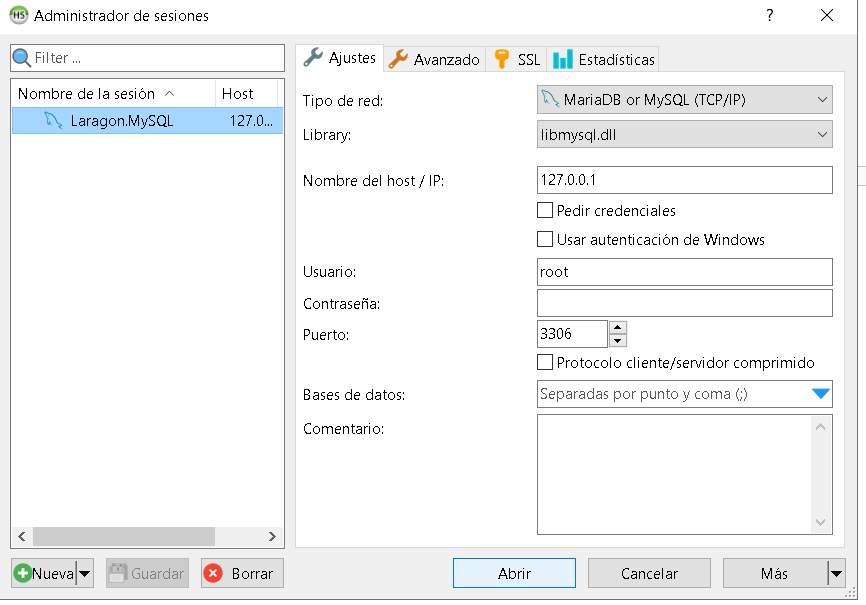 HS Administrador de sesiones ?
Filter ...
Nombre de la sesión Host
Laragon.MySQL 127.0...
Ajustes Avanzado SSL Estadísticas
Tipo de red: MariaDB or MySQL (TCP/IP)
Library: libmysql.dll
Nombre del host / IP: 127.0.0.1
Pedir credenciales
Usar autenticación de Windows
Usuario: root
Contraseña:
Puerto: 3306
Protocolo cliente/servidor comprimido
Bases de datos: Separadas por punto y coma (;)
Comentario:
Nueva Guardar Borrar Abrir Cancelar Más